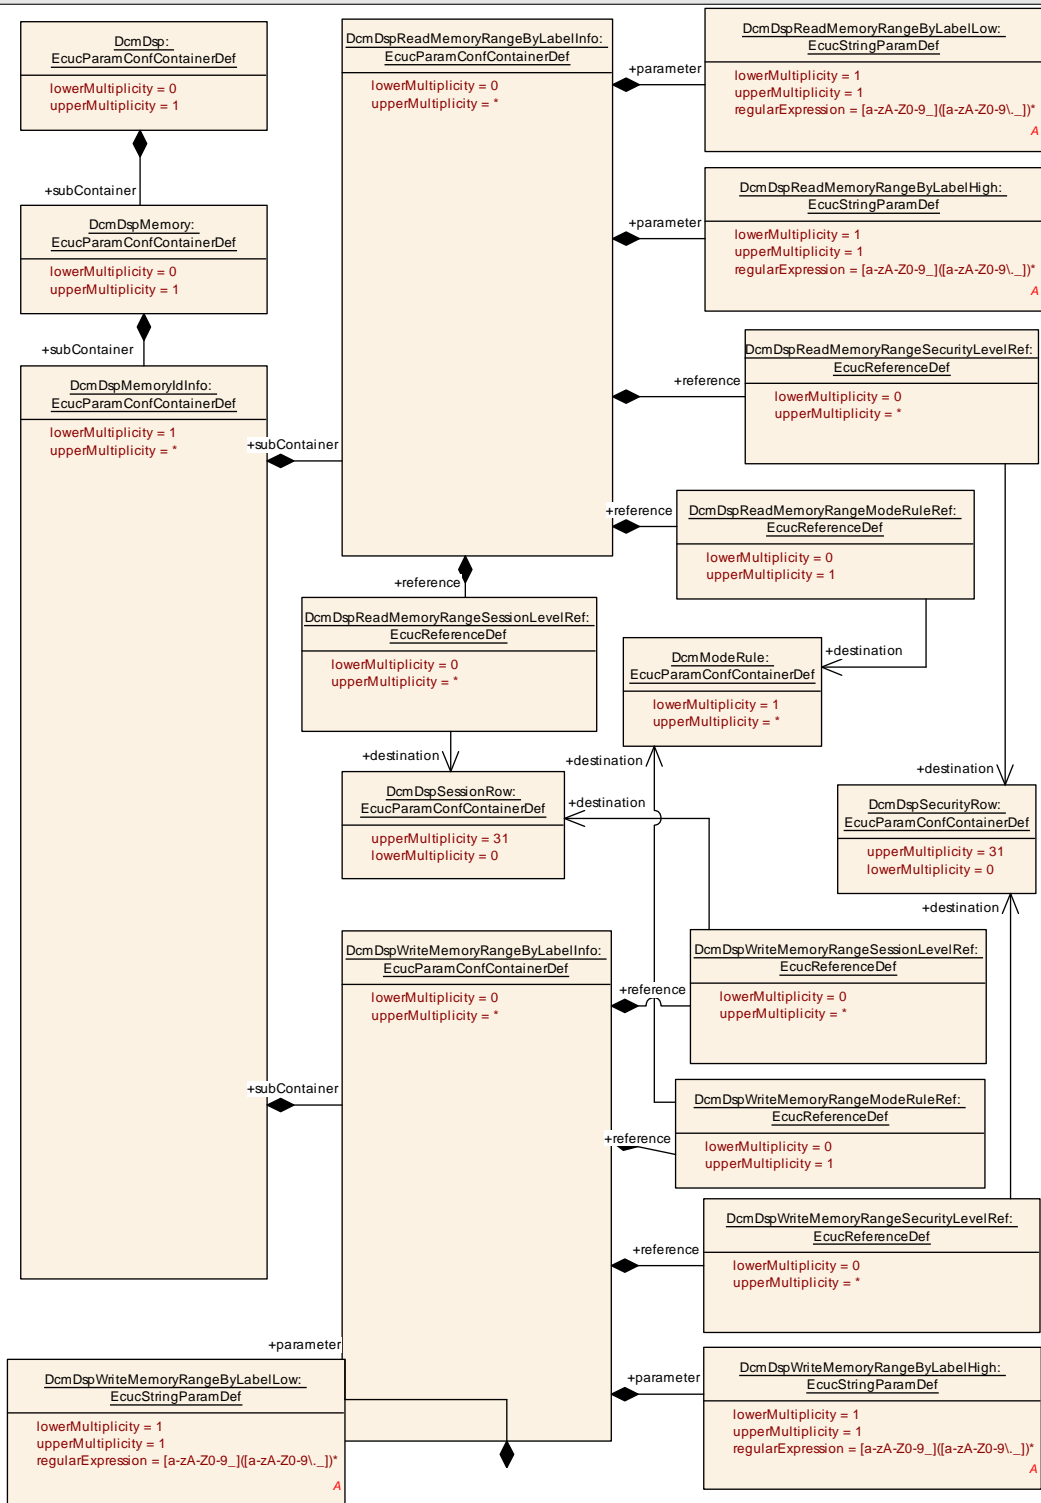 DcmDsp:
EcucParamConfContainerDef
lowerMultiplicity = 0
upperMultiplicity = 1
+subContainer
DcmDspMemory:
EcucParamConfContainerDef
lowerMultiplicity = 0
upperMultiplicity = 1
+subContainer
DcmDspMemoryIdInfo:
EcucParamConfContainerDef
lowerMultiplicity = 1
upperMultiplicity = *
+subContainer
DcmDspReadMemoryRangeByLabelInfo:
EcucParamConfContainerDef
lowerMultiplicity = 0
upperMultiplicity = *
+parameter
DcmDspReadMemoryRangeByLabelLow:
EcucStringParamDef
lowerMultiplicity = 1
upperMultiplicity = 1
regularExpression = [a-zA-Z0-9_]([a-zA-Z0-9\._])*
A
+parameter
DcmDspReadMemoryRangeByLabelHigh:
EcucStringParamDef
lowerMultiplicity = 1
upperMultiplicity = 1
regularExpression = [a-zA-Z0-9_]([a-zA-Z0-9\._])*
A
+reference
DcmDspReadMemoryRangeSecurityLevelRef:
EcucReferenceDef
lowerMultiplicity = 0
upperMultiplicity = *
+reference
DcmDspReadMemoryRangeModeRuleRef:
EcucReferenceDef
lowerMultiplicity = 0
upperMultiplicity = 1
+reference
DcmDspReadMemoryRangeSessionLevelRef:
EcucReferenceDef
lowerMultiplicity = 0
upperMultiplicity = *
+destination
DcmModeRule:
EcucParamConfContainerDef
lowerMultiplicity = 1
upperMultiplicity = *
+destination
+destination
+destination
DcmDspSessionRow:
EcucParamConfContainerDef
upperMultiplicity = 31
lowerMultiplicity = 0
+destination
DcmDspSecurityRow:
EcucParamConfContainerDef
upperMultiplicity = 31
lowerMultiplicity = 0
+destination
+subContainer
DcmDspWriteMemoryRangeByLabelInfo:
EcucParamConfContainerDef
lowerMultiplicity = 0
upperMultiplicity = *
+reference
DcmDspWriteMemoryRangeSessionLevelRef:
EcucReferenceDef
lowerMultiplicity = 0
upperMultiplicity = *
+reference
DcmDspWriteMemoryRangeModeRuleRef:
EcucReferenceDef
lowerMultiplicity = 0
upperMultiplicity = 1
+reference
DcmDspWriteMemoryRangeSecurityLevelRef:
EcucReferenceDef
lowerMultiplicity = 0
upperMultiplicity = *
+parameter
DcmDspWriteMemoryRangeByLabelLow:
EcucStringParamDef
lowerMultiplicity = 1
upperMultiplicity = 1
regularExpression = [a-zA-Z0-9_]([a-zA-Z0-9\._])*
A
+parameter
DcmDspWriteMemoryRangeByLabelHigh:
EcucStringParamDef
lowerMultiplicity = 1
upperMultiplicity = 1
regularExpression = [a-zA-Z0-9_]([a-zA-Z0-9\._])*
A